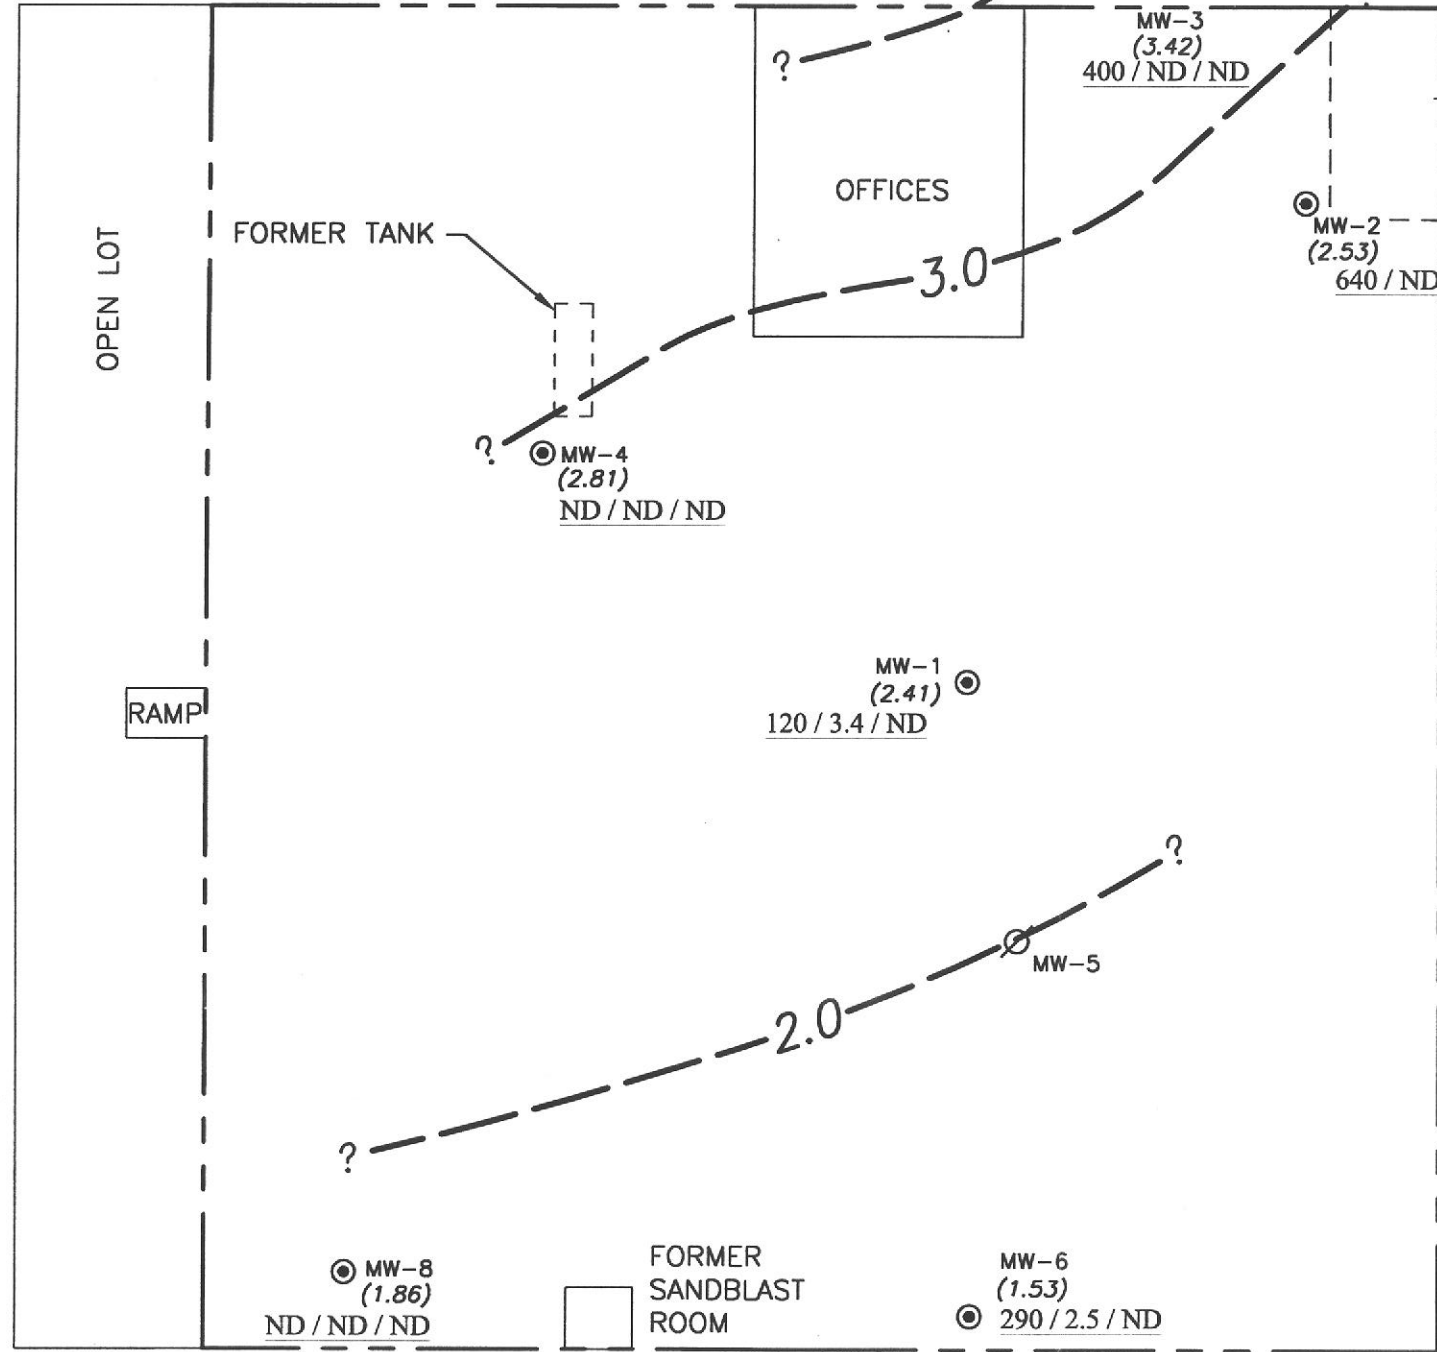 MW-3
(3.42)
400 / ND / ND
?
OFFICES
FORMER TANK
OPEN LOT
MW-2
(2.53)
640 / ND
3.0
?
MW-4
(2.81)
ND / ND / ND
MW-1
(2.41)
120 / 3.4 / ND
RAMP
?
MW-5
2.0
?
MW-8
(1.86)
ND / ND / ND
FORMER
SANDBLAST
ROOM
MW-6
(1.53)
290 / 2.5 / ND